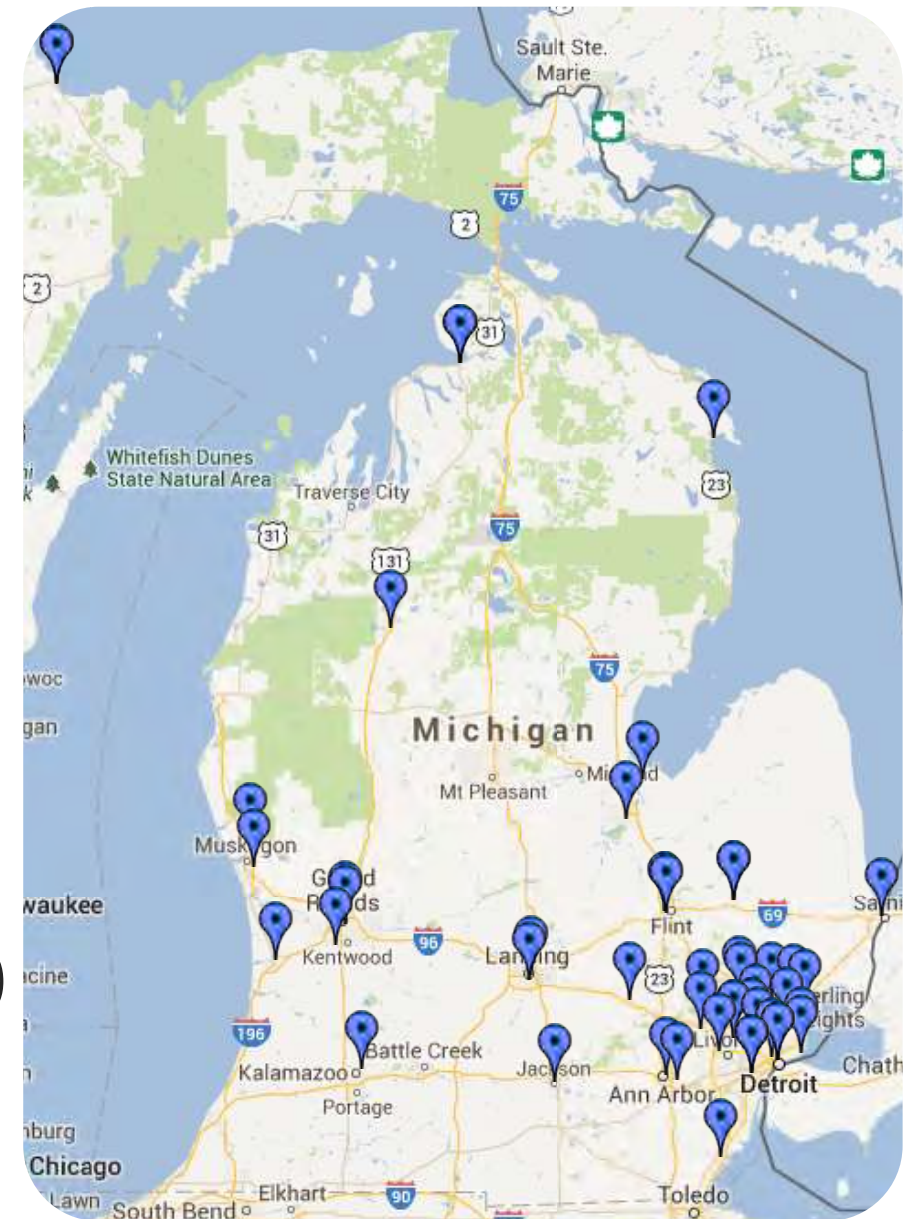 Sault Ste.
Marie
75
2
2
31
23
Whitefish Dunes
State Natural Area
Traverse City
31
75
131
75
Michigan
Mt Pleasant
Muskegon
waukee
Flint
69
Kentwood
96
Lansing
23
acine
196
Battle Creek
Kalamazoo
Jackson
Chath
Ann Arbor
Detroit
Portage
Chicago
Lawn
Elkhart
90
South Bend
Toledo